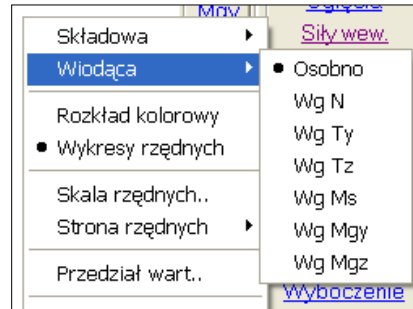 Mgy
Składowa
Wiodąca
Rozkład kolorowy
Wykresy rzędnych
Skala rzędnych..
Strona rzędnych
Przedział wart..
Siły wew.
Osobno
Wg N
Wg Ty
Wg Tz
Wg Ms
Wg Mgy
Wg Mgz
Wyboczenie